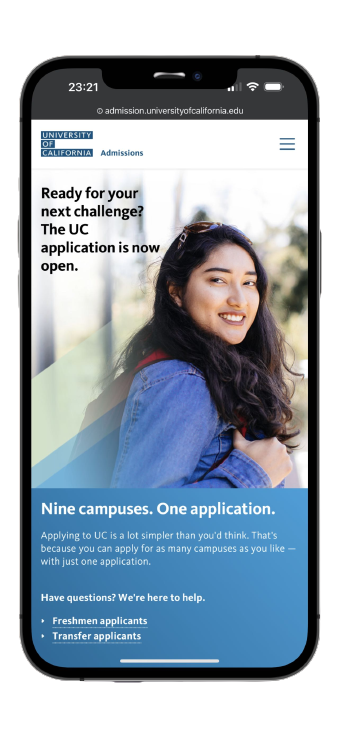 23:21
admission.universityofcalifornia.edu
UNIVERSITY
OF
CALIFORNIA Admissions
Ready for your
next challenge?
The UC
application is now
open.
Nine campuses. One application.
Applying to UC is a lot simpler than you'd think. That's
because you can apply for as many campuses as you like —
with just one application.
Have questions? We're here to help.
Freshmen applicants
Transfer applicants